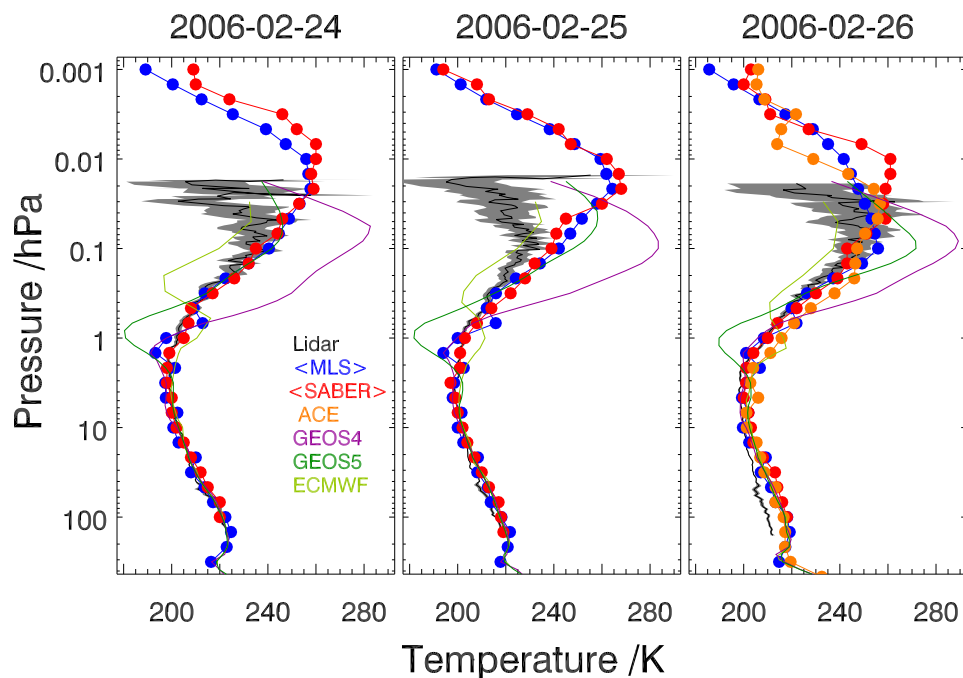 2006-02-24 2006-02-25 2006-02-26
Pressure /hPa
0.001
0.01
0.1
1
10
100
Lidar
<MLS>
<SABER>
ACE
GEOS4
GEOS5
ECMWF
200 240 280 200 240 280 200 240 280
Temperature /K